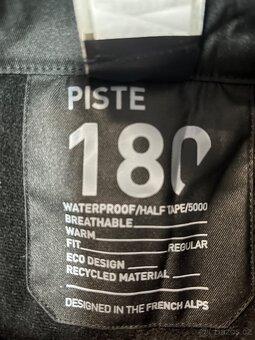 PISTE
180
WATERPROOF/HALF TAPE/5000
BREATHABLE
WARM
FIT REGULAR
ECO DESIGN
RECYCLED MATERIAL
DESIGNED IN THE FRENCH ALPS